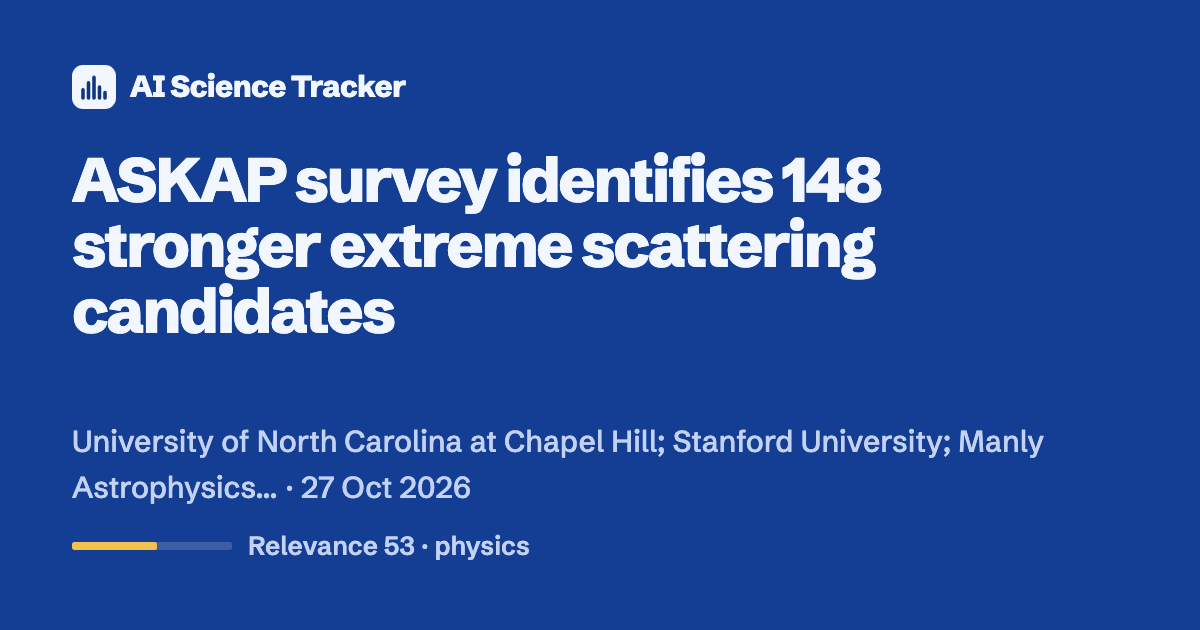 AI Science Tracker
ASKAP survey identifies 148
stronger extreme scattering
candidates
University of North Carolina at Chapel Hill; Stanford University; Manly
Astrophysics... · 27 Oct 2026
Relevance 53 · physics